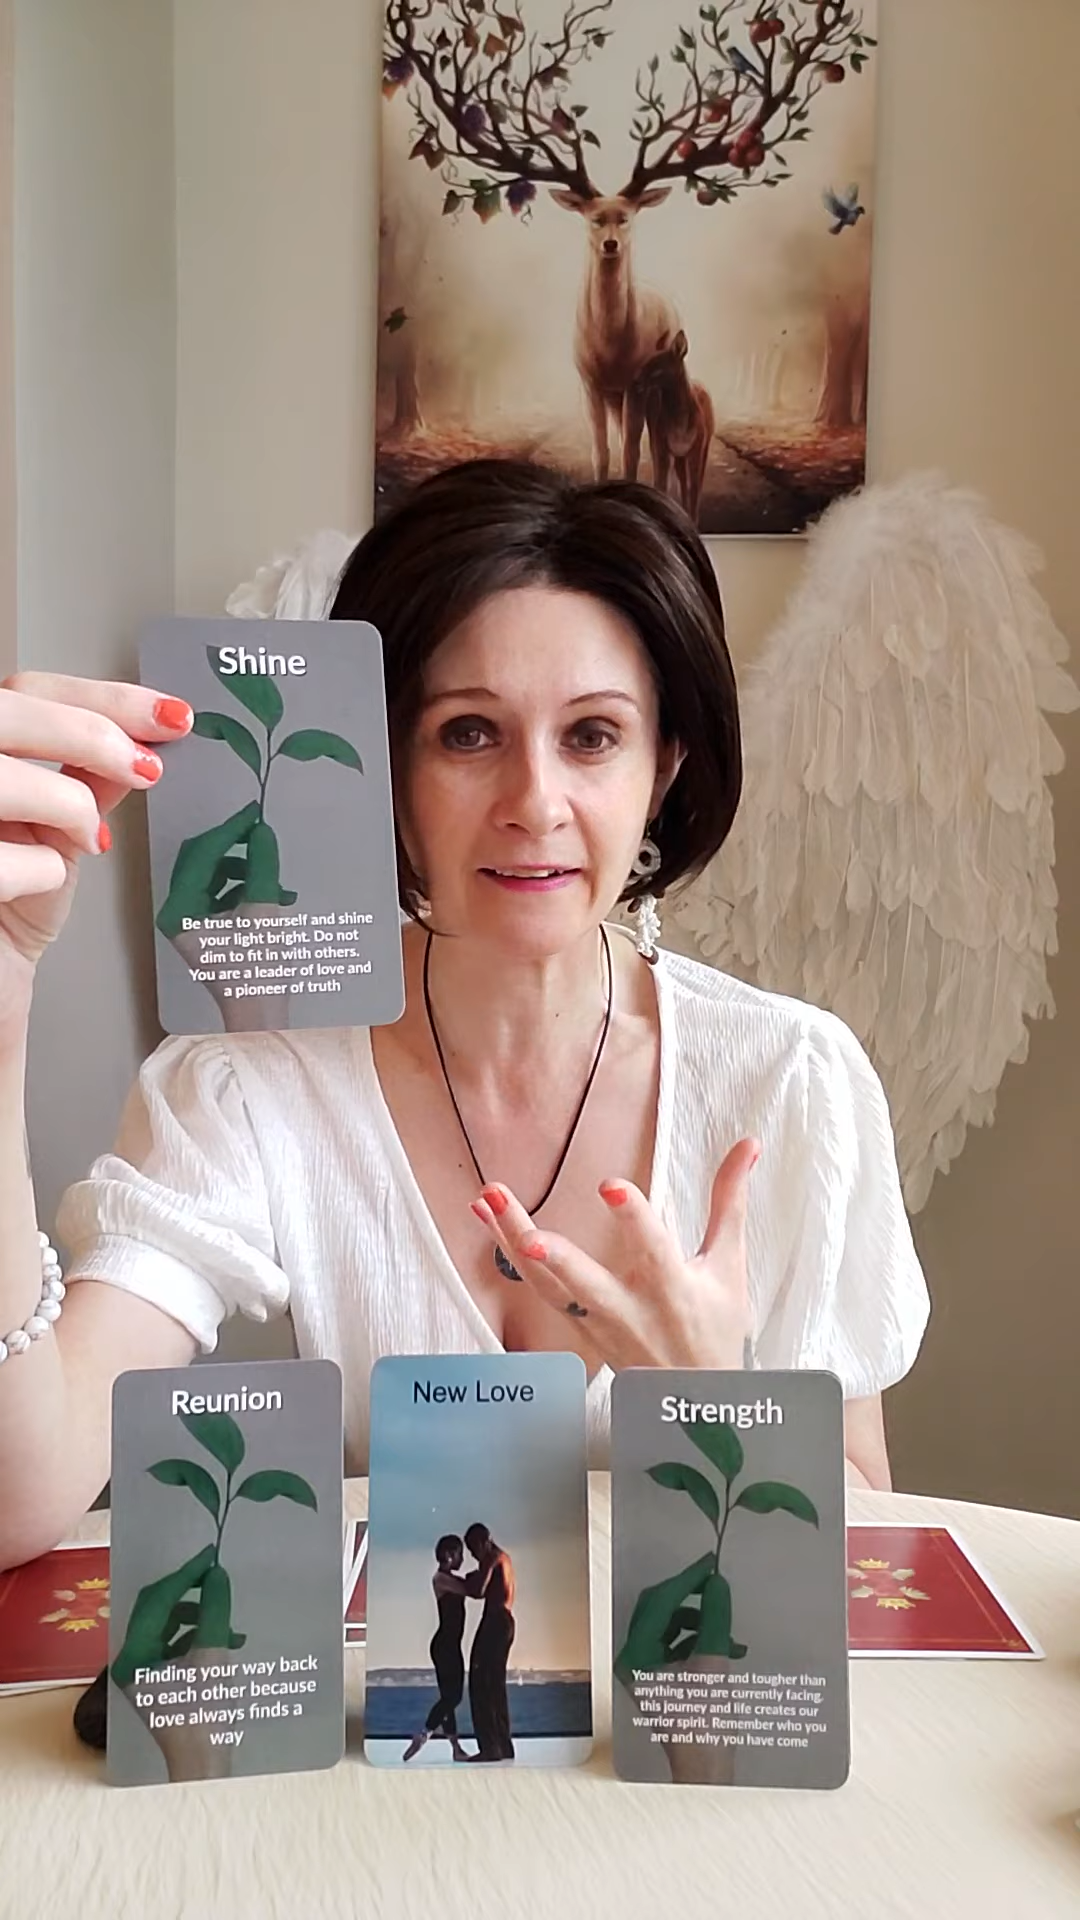 Shine
Be true to yourself and shine
your light bright. Do not
dim to fit in with others.
You are a leader of love and
a pioneer of truth
Reunion
Finding your way back
to each other because
love always finds a
way
New Love
Strength
You are stronger and tougher than
anything you are currently facing,
this journey and life creates our
warrior spirit. Remember who you
are and why you have come